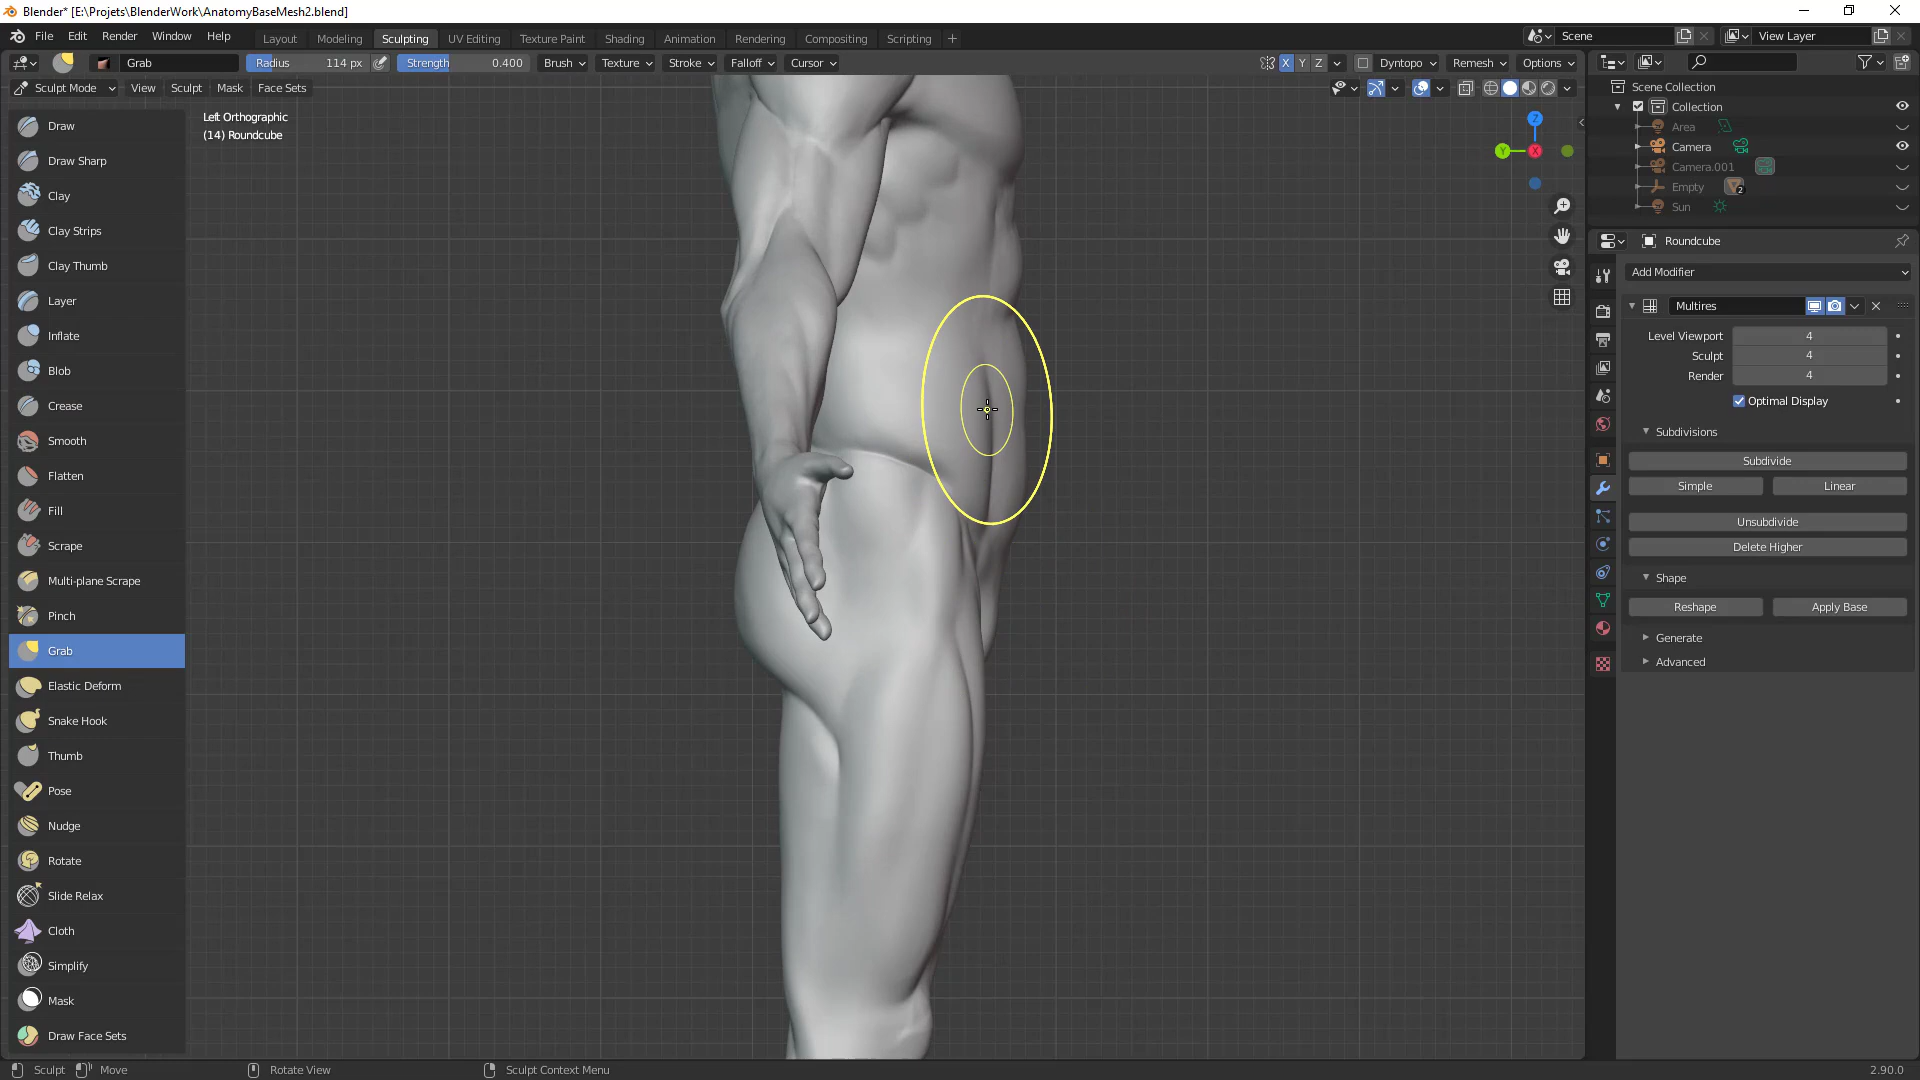 Blender* [E:\Projets\BlenderWork\AnatomyBaseMesh2.blend]
File Edit Render Window Help Layout Modeling Sculpting UV Editing Texture Paint Shading Animation Rendering Compositing Scripting + Scene View Layer
Grab Radius 114 px Strength 0.400 Brush Texture Stroke Falloff Cursor X Y Z Dyntopo Remesh Options
Sculpt Mode View Sculpt Mask Face Sets
Left Orthographic
(14) Roundcube
Draw
Draw Sharp
Clay
Clay Strips
Clay Thumb
Layer
Inflate
Blob
Crease
Smooth
Flatten
Fill
Scrape
Multi-plane Scrape
Pinch
Grab
Elastic Deform
Snake Hook
Thumb
Pose
Nudge
Rotate
Slide Relax
Cloth
Simplify
Mask
Draw Face Sets
Z
Y
X
Scene Collection
Collection
Area
Camera
Camera.001
Empty 2
Sun
Roundcube
Add Modifier
Multires
Level Viewport 4
Sculpt 4
Render 4
Optimal Display
Subdivisions
Subdivide
Simple Linear
Unsubdivide
Delete Higher
Shape
Reshape Apply Base
Generate
Advanced
Sculpt Move Rotate View Sculpt Context Menu 2.90.0